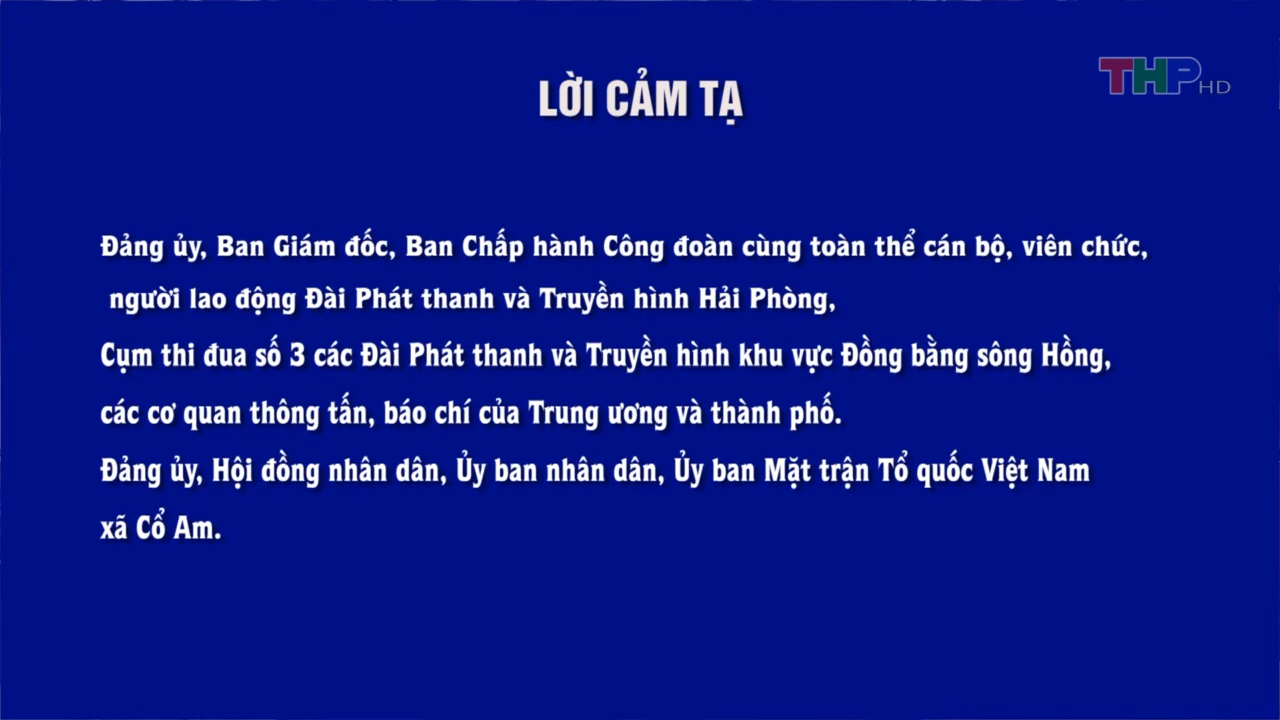 THP HD
LỜI CẢM TẠ
Đảng ủy, Ban Giám đốc, Ban Chấp hành Công đoàn cùng toàn thể cán bộ, viên chức,
người lao động Đài Phát thanh và Truyền hình Hải Phòng,
Cụm thi đua số 3 các Đài Phát thanh và Truyền hình khu vực Đồng bằng sông Hồng,
các cơ quan thông tấn, báo chí của Trung ương và thành phố.
Đảng ủy, Hội đồng nhân dân, Ủy ban nhân dân, Ủy ban Mặt trận Tổ quốc Việt Nam
xã Cổ Am.